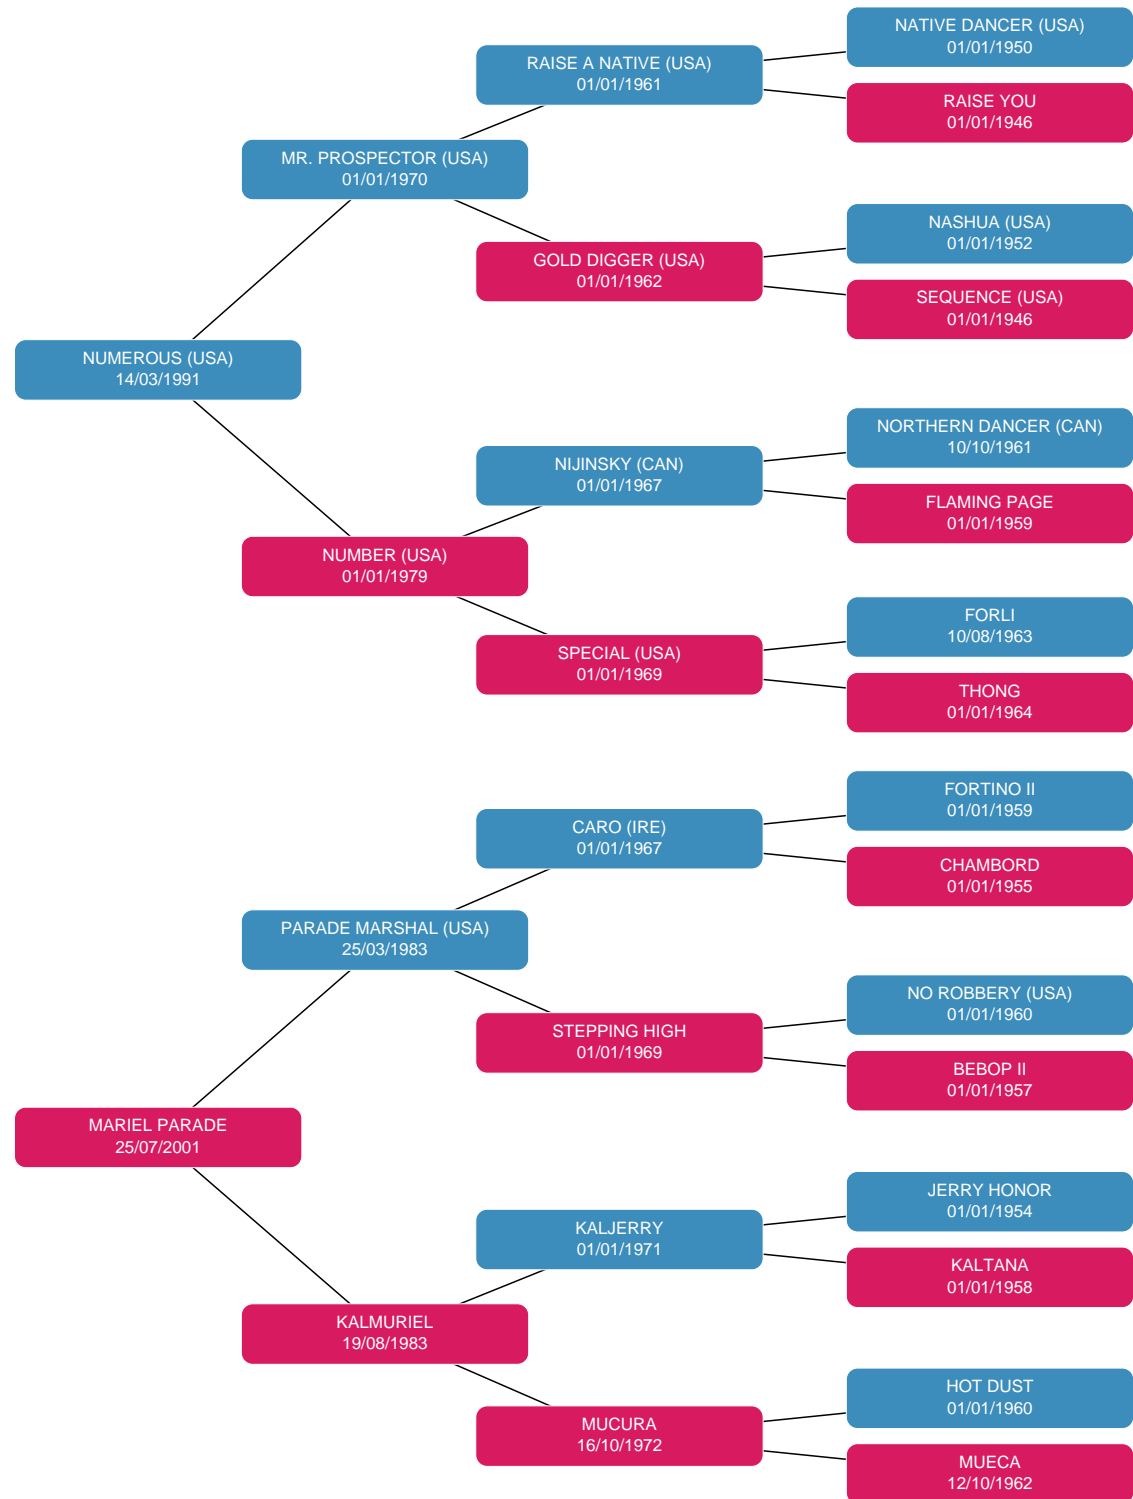 NATIVE DANCER (USA)
01/01/1950
RAISE A NATIVE (USA)
01/01/1961
RAISE YOU
01/01/1946
MR. PROSPECTOR (USA)
01/01/1970
NASHUA (USA)
01/01/1952
GOLD DIGGER (USA)
01/01/1962
SEQUENCE (USA)
01/01/1946
NUMEROUS (USA)
14/03/1991
NORTHERN DANCER (CAN)
10/10/1961
NIJINSKY (CAN)
01/01/1967
FLAMING PAGE
01/01/1959
NUMBER (USA)
01/01/1979
FORLI
10/08/1963
SPECIAL (USA)
01/01/1969
THONG
01/01/1964
FORTINO II
01/01/1959
CARO (IRE)
01/01/1967
CHAMBORD
01/01/1955
PARADE MARSHAL (USA)
25/03/1983
NO ROBBERY (USA)
01/01/1960
STEPPING HIGH
01/01/1969
BEBOP II
01/01/1957
MARIEL PARADE
25/07/2001
JERRY HONOR
01/01/1954
KALJERRY
01/01/1971
KALTANA
01/01/1958
KALMURIEL
19/08/1983
HOT DUST
01/01/1960
MUCURA
16/10/1972
MUECA
12/10/1962